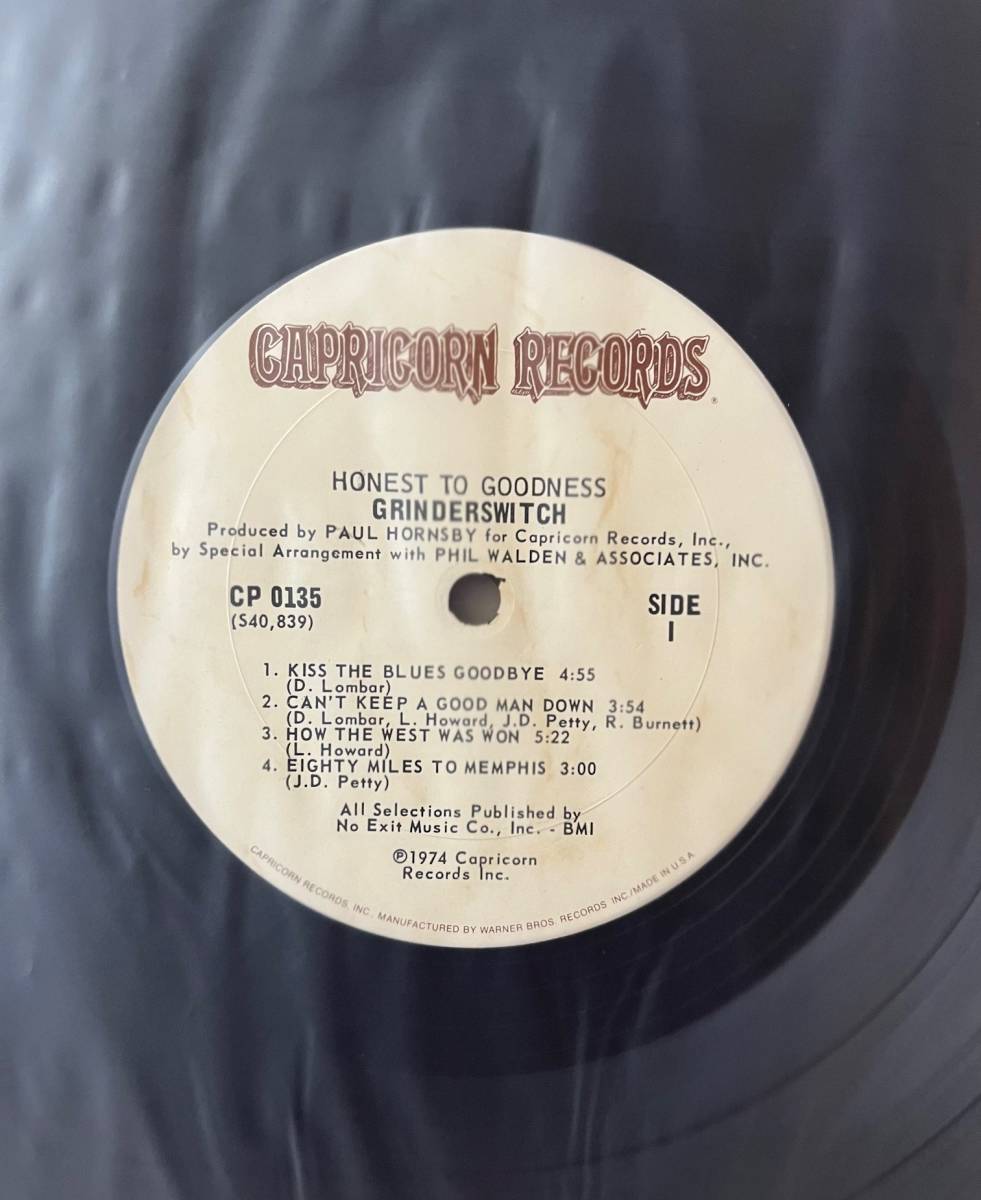 CAPRICORN RECORDS®
HONEST TO GOODNESS
GRINDERSWITCH
Produced by PAUL HORNSBY for Capricorn Records, Inc.,
by Special Arrangement with PHIL WALDEN & ASSOCIATES, INC.
CP 0135
(S40,839)
SIDE
I
1. KISS THE BLUES GOODBYE 4:55
(D. Lombar)
2. CAN'T KEEP A GOOD MAN DOWN 3:54
(D. Lombar, L. Howard, J.D. Petty, R. Burnett)
3. HOW THE WEST WAS WON 5:22
(L. Howard)
4. EIGHTY MILES TO MEMPHIS 3:00
(J.D. Petty)
All Selections Published by
No Exit Music Co., Inc. - BMI
℗1974 Capricorn
Records Inc.
CAPRICORN RECORDS, INC., MANUFACTURED BY WARNER BROS. RECORDS INC./MADE IN U.S.A.